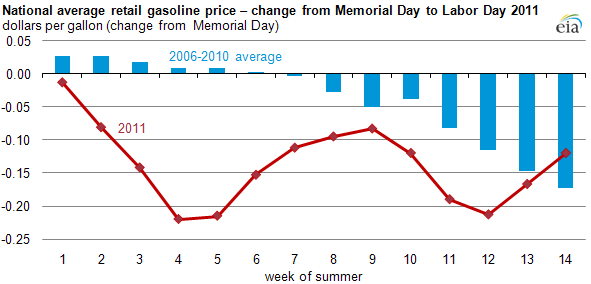 National average retail gasoline price – change from Memorial Day to Labor Day 2011
dollars per gallon (change from Memorial Day)
eia
0.05
0.00
-0.05
-0.10
-0.15
-0.20
-0.25
2006-2010 average
2011
1 2 3 4 5 6 7 8 9 10 11 12 13 14
week of summer